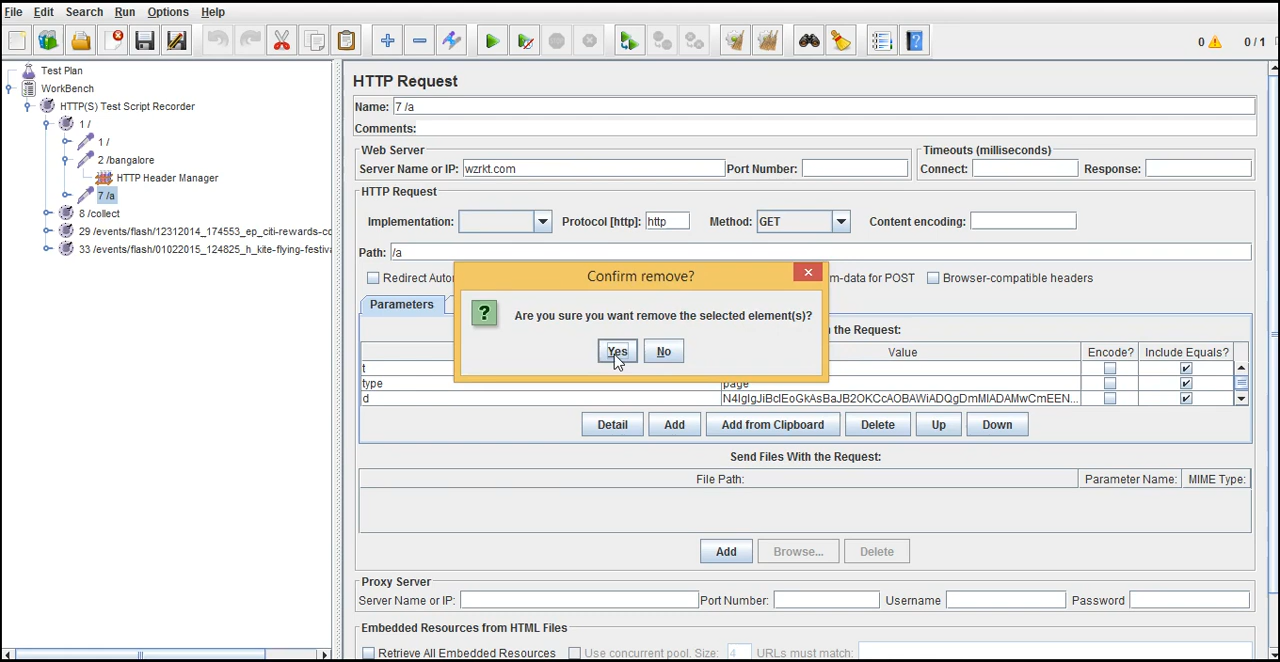 File Edit Search Run Options Help
0 0 / 1
Test Plan
WorkBench
HTTP(S) Test Script Recorder
1 /
1 /
2 /bangalore
HTTP Header Manager
7 /a
8 /collect
29 /events/flash/12312014_174553_ep_citi-rewards-cc
33 /events/flash/01022015_124825_h_kite-flying-festiva
HTTP Request
Name: 7 /a
Comments:
Web Server
Server Name or IP: wzrkt.com Port Number:
Timeouts (milliseconds)
Connect: Response:
HTTP Request
Implementation: Protocol [http]: http Method: GET Content encoding:
Path: /a
Redirect Autor m-data for POST Browser-compatible headers
Confirm remove?
? Are you sure you want remove the selected element(s)?
Yes No
Parameters
h the Request:
Value Encode? Include Equals?
t
type page
d
Detail Add Add from Clipboard Delete Up Down
Send Files With the Request:
File Path: Parameter Name: MIME Type:
Add Browse... Delete
Proxy Server
Server Name or IP: Port Number: Username Password
Embedded Resources from HTML Files
Retrieve All Embedded Resources Use concurrent pool. Size: 4 URLs must match: